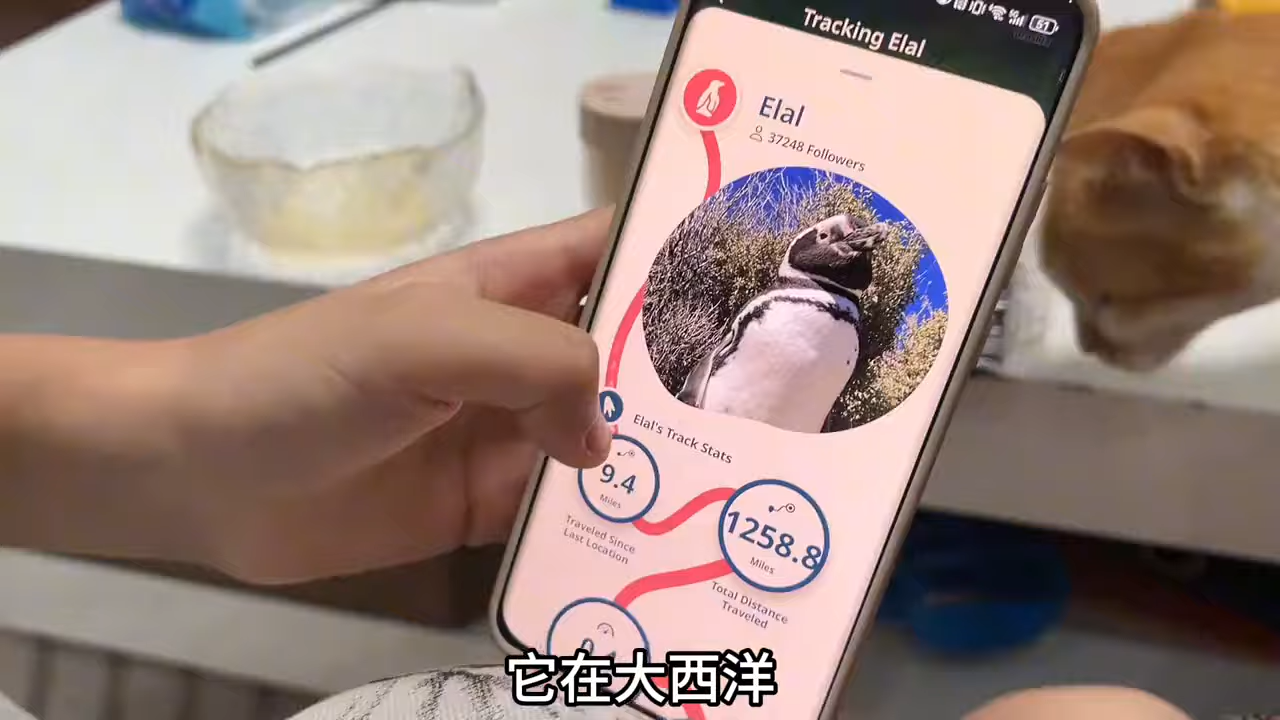 51
Tracking Elal
Elal
37248 Followers
Elal's Track Stats
9.4
Miles
Traveled Since
Last Location
1258.8
Miles
Total Distance
Traveled
它在大西洋